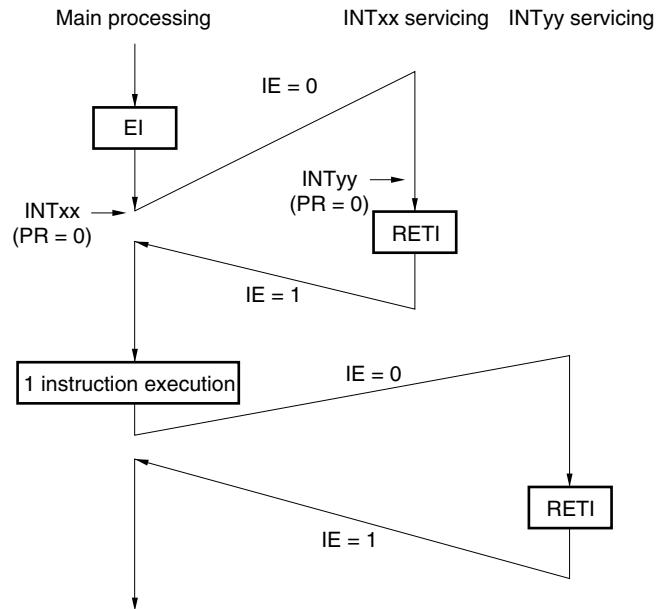 Main processing
INTxx servicing
INTyy servicing
IE = 0
EI
INTyy
(PR = 0)
INTxx
(PR = 0)
RETI
IE = 1
1 instruction execution
IE = 0
RETI
IE = 1